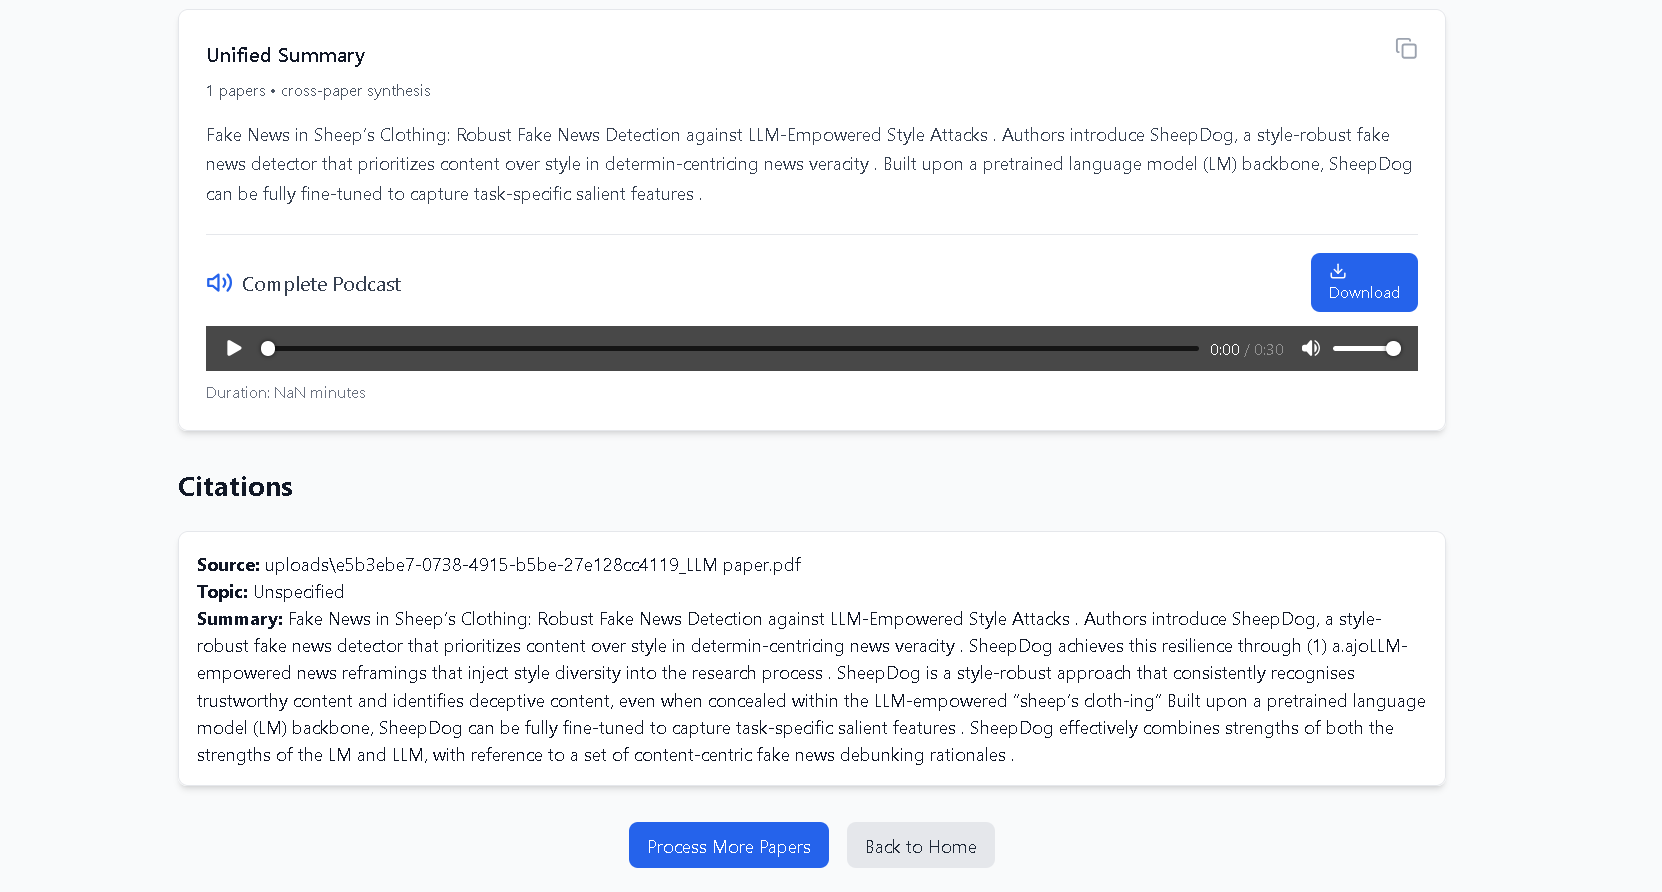 Unified Summary
1 papers • cross-paper synthesis
Fake News in Sheep's Clothing: Robust Fake News Detection against LLM-Empowered Style Attacks . Authors introduce SheepDog, a style-robust fake
news detector that prioritizes content over style in determin-centricing news veracity . Built upon a pretrained language model (LM) backbone, SheepDog
can be fully fine-tuned to capture task-specific salient features .
Complete Podcast
Download
0:00 / 0:30
Duration: NaN minutes
Citations
Source: uploads\e5b3ebe7-0738-4915-b5be-27e128cc4119_LLM paper.pdf
Topic: Unspecified
Summary: Fake News in Sheep's Clothing: Robust Fake News Detection against LLM-Empowered Style Attacks . Authors introduce SheepDog, a style-
robust fake news detector that prioritizes content over style in determin-centricing news veracity . SheepDog achieves this resilience through (1) a.ajoLLM-
empowered news reframings that inject style diversity into the research process . SheepDog is a style-robust approach that consistently recognises
trustworthy content and identifies deceptive content, even when concealed within the LLM-empowered "sheep's cloth-ing" Built upon a pretrained language
model (LM) backbone, SheepDog can be fully fine-tuned to capture task-specific salient features . SheepDog effectively combines strengths of both the
strengths of the LM and LLM, with reference to a set of content-centric fake news debunking rationales .
Process More Papers
Back to Home